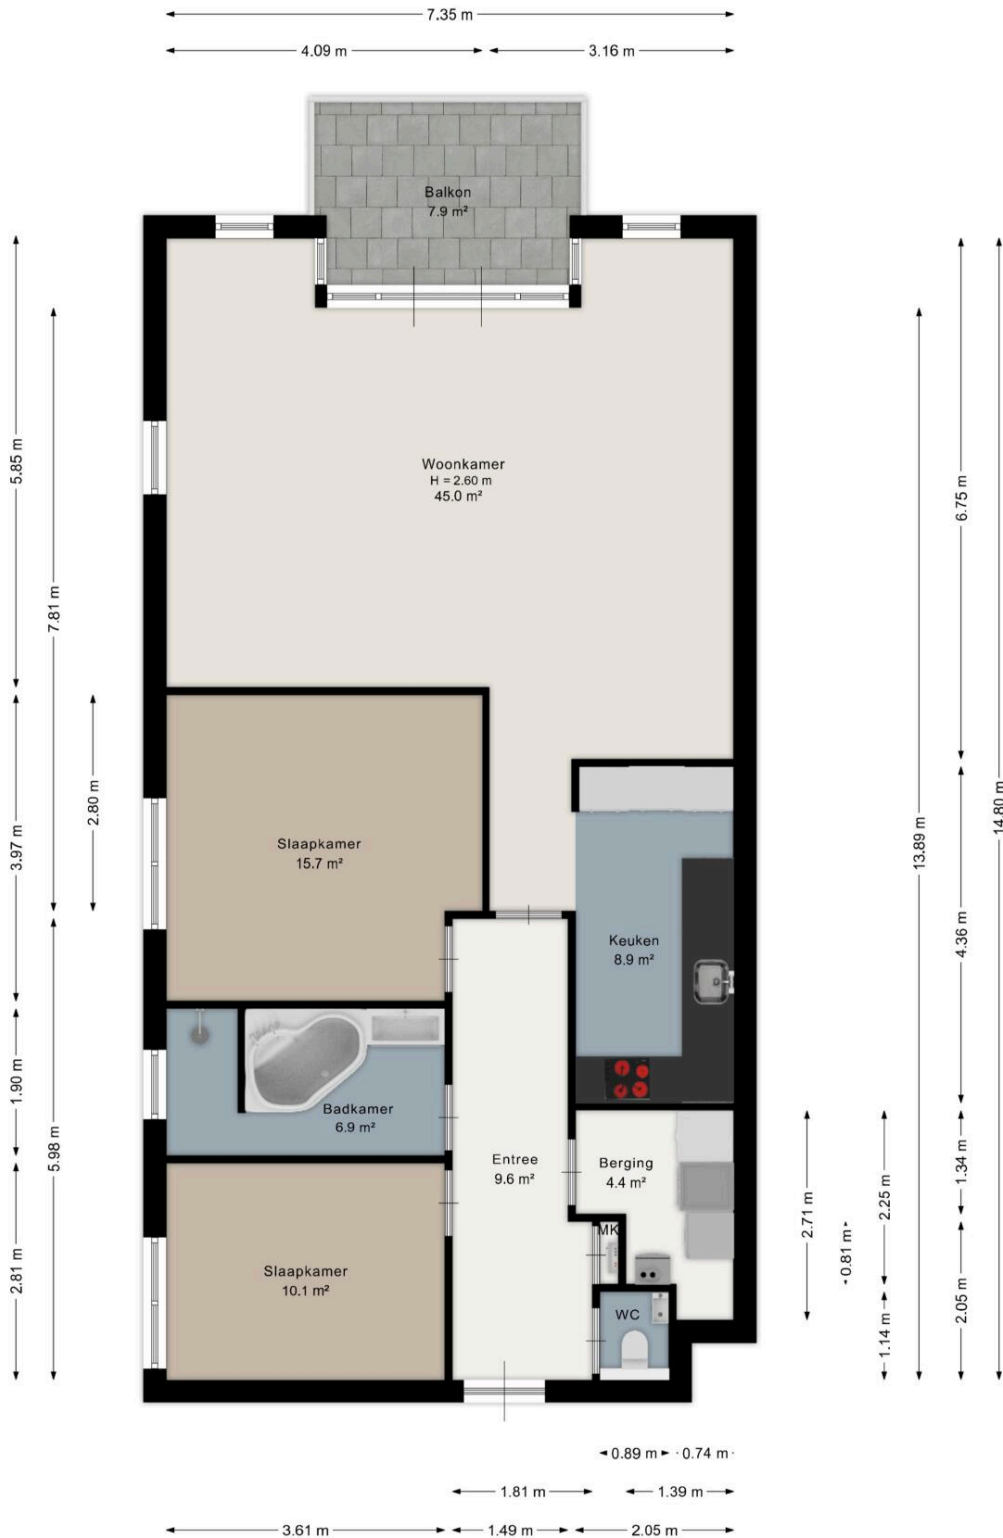 7.35 m
4.09 m
3.16 m
Balkon
7.9 m²
5.85 m
7.81 m
3.97 m
2.80 m
1.90 m
5.98 m
2.81 m
Woonkamer
H = 2.60 m
45.0 m²
Slaapkamer
15.7 m²
Keuken
8.9 m²
Badkamer
6.9 m²
Entree
9.6 m²
Berging
4.4 m²
MK
Slaapkamer
10.1 m²
WC
6.75 m
14.80 m
13.89 m
4.36 m
1.34 m
2.25 m
2.71 m
0.81 m
2.05 m
1.14 m
0.89 m
0.74 m
1.81 m
1.39 m
3.61 m
1.49 m
2.05 m